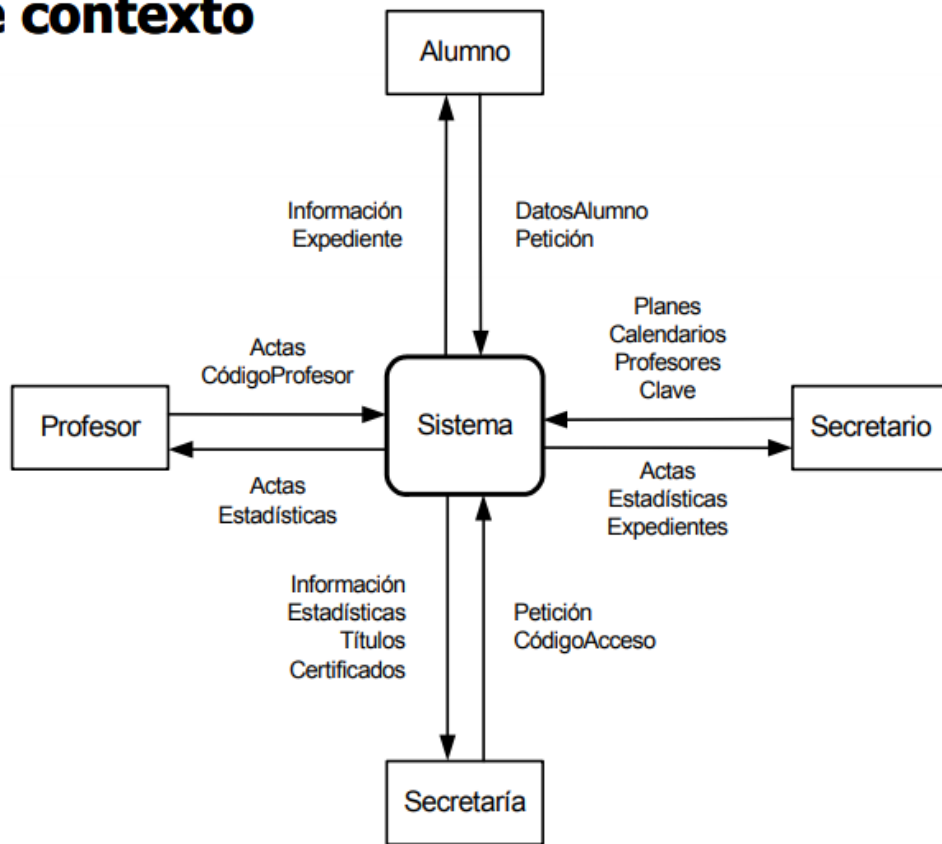 e contexto
Alumno
Información
Expediente
DatosAlumno
Petición
Planes
Calendarios
Profesores
Clave
Actas
CódigoProfesor
Profesor
Sistema
Secretario
Actas
Estadísticas
Actas
Estadísticas
Expedientes
Información
Estadísticas
Títulos
Certificados
Petición
CódigoAcceso
Secretaría